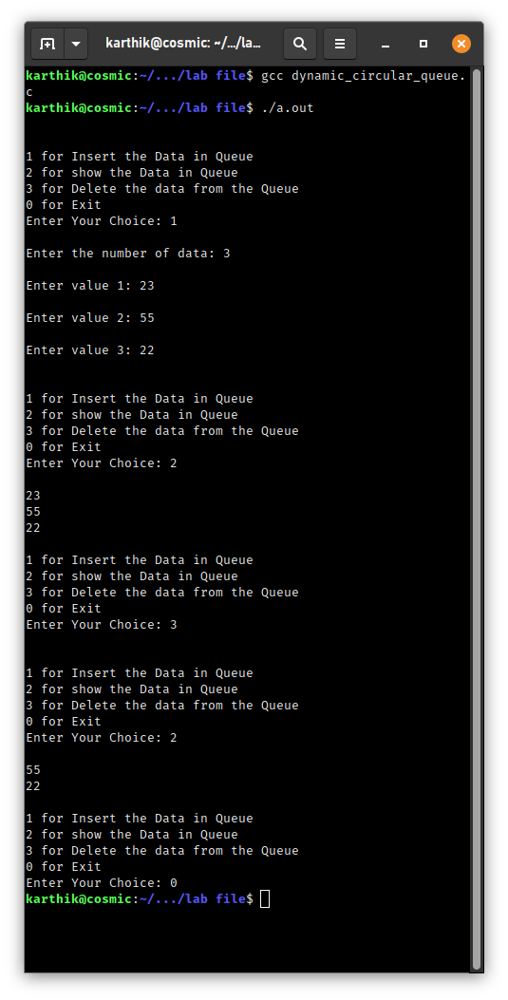 karthik@cosmic: ~/.../la...
karthik@cosmic:~/.../lab file$ gcc dynamic_circular_queue.
c
karthik@cosmic:~/.../lab file$ ./a.out
1 for Insert the Data in Queue
2 for show the Data in Queue
3 for Delete the data from the Queue
0 for Exit
Enter Your Choice: 1
Enter the number of data: 3
Enter value 1: 23
Enter value 2: 55
Enter value 3: 22
1 for Insert the Data in Queue
2 for show the Data in Queue
3 for Delete the data from the Queue
0 for Exit
Enter Your Choice: 2
23
55
22
1 for Insert the Data in Queue
2 for show the Data in Queue
3 for Delete the data from the Queue
0 for Exit
Enter Your Choice: 3
1 for Insert the Data in Queue
2 for show the Data in Queue
3 for Delete the data from the Queue
0 for Exit
Enter Your Choice: 2
55
22
1 for Insert the Data in Queue
2 for show the Data in Queue
3 for Delete the data from the Queue
0 for Exit
Enter Your Choice: 0
karthik@cosmic:~/.../lab file$